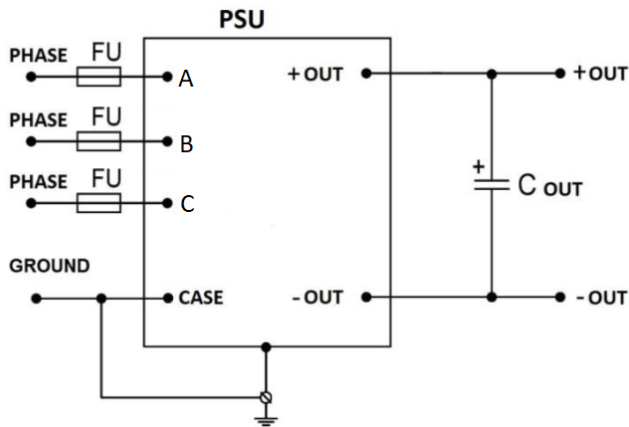 PSU
PHASE FU A
PHASE FU B
PHASE FU C
GROUND
CASE
+OUT
-OUT
+ C OUT
+OUT
-OUT